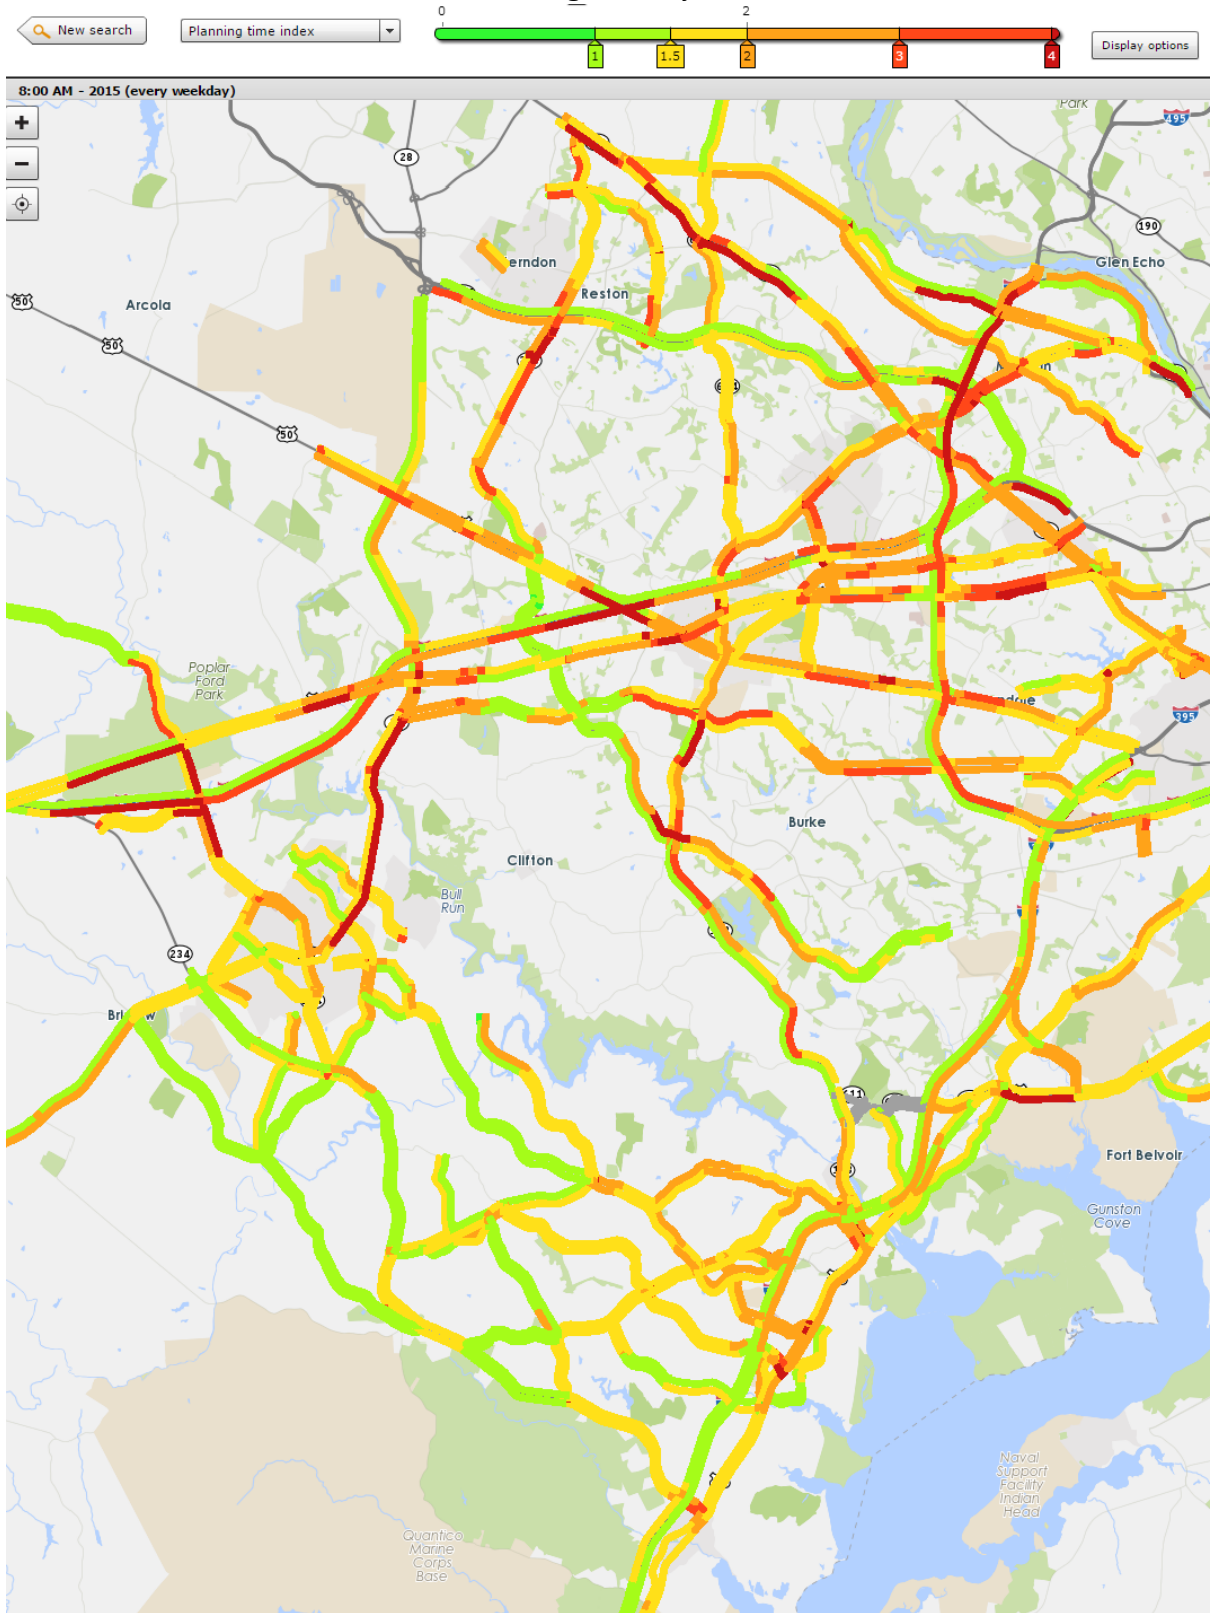 0
2
New search
Planning time index
1
1.5
2
3
4
Display options
8:00 AM - 2015 (every weekday)
+
−
Park
495
28
190
Glen Echo
erndon
Reston
50
Arcola
50
50
Poplar
Ford
Park
395
Burke
Clifton
Bull
Run
234
Fort Belvoir
Gunston
Cove
Naval
Support
Facility
Indian
Head
Quantico
Marine
Corps
Base